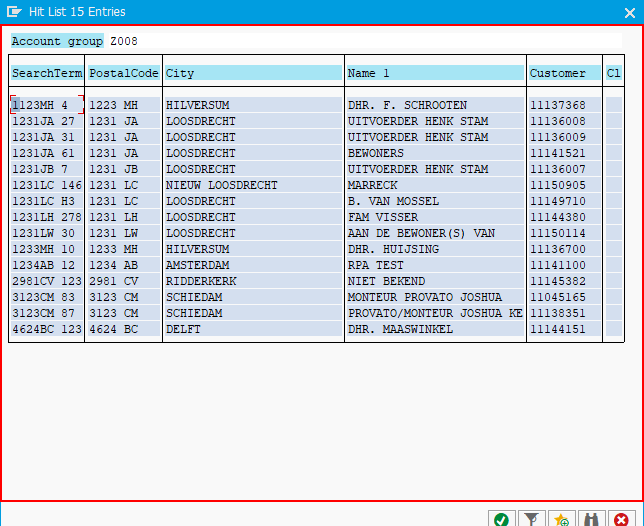 Hit List 15 Entries
Account group Z008
SearchTerm PostalCode City Name 1 Customer Cl
1123MH 4 1223 MH HILVERSUM DHR. F. SCHROOTEN 11137368
1231JA 27 1231 JA LOOSDRECHT UITVOERDER HENK STAM 11136008
1231JA 31 1231 JA LOOSDRECHT UITVOERDER HENK STAM 11136009
1231JA 61 1231 JA LOOSDRECHT BEWONERS 11141521
1231JB 7 1231 JB LOOSDRECHT UITVOERDER HENK STAM 11136007
1231LC 146 1231 LC NIEUW LOOSDRECHT MARRECK 11150905
1231LC H3 1231 LC LOOSDRECHT B. VAN MOSSEL 11149710
1231LH 278 1231 LH LOOSDRECHT FAM VISSER 11144380
1231LW 30 1231 LW LOOSDRECHT AAN DE BEWONER(S) VAN 11150114
1233MH 10 1233 MH HILVERSUM DHR. HUIJSING 11136700
1234AB 12 1234 AB AMSTERDAM RPA TEST 11141100
2981CV 123 2981 CV RIDDERKERK NIET BEKEND 11145382
3123CM 83 3123 CM SCHIEDAM MONTEUR PROVATO JOSHUA 11045165
3123CM 87 3123 CM SCHIEDAM PROVATO/MONTEUR JOSHUA KE 11138351
4624BC 123 4624 BC DELFT DHR. MAASWINKEL 11144151